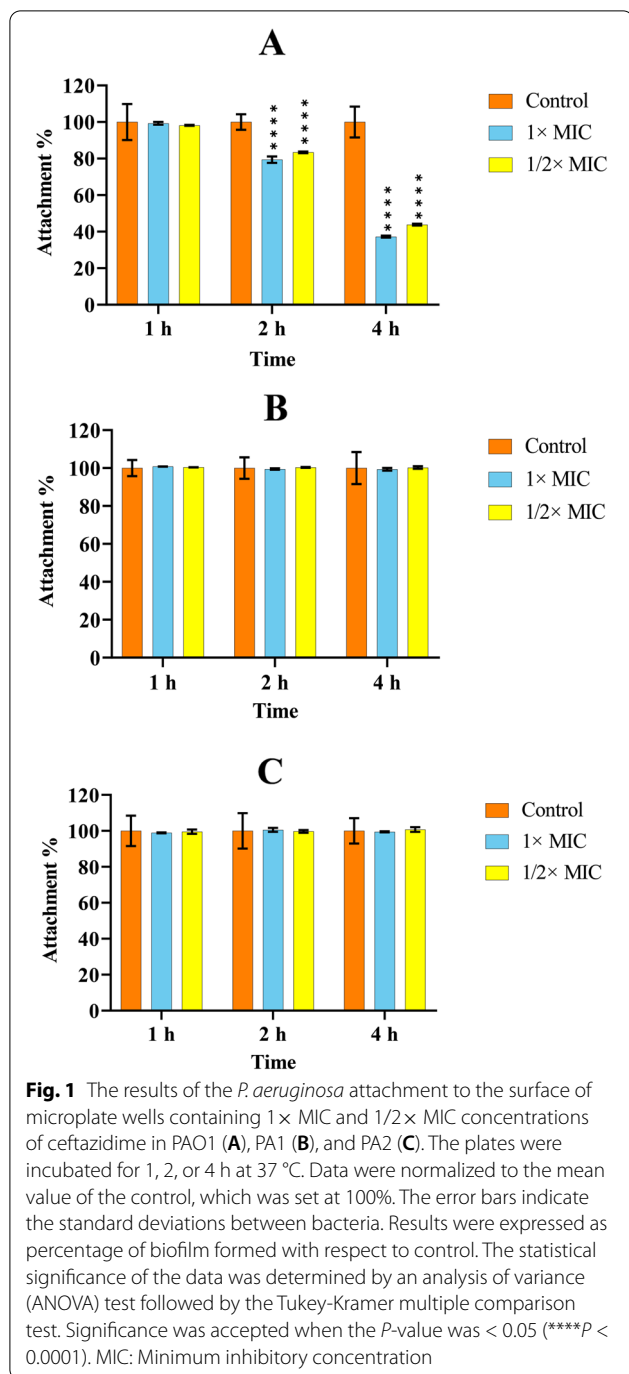 A
Attachment %
120
100
80
60
40
20
0
****
****
****
****
1 h
2 h
4 h
Time
Control
1× MIC
1/2× MIC
B
Attachment %
120
100
80
60
40
20
0
1 h
2 h
4 h
Time
Control
1× MIC
1/2× MIC
C
Attachment %
120
100
80
60
40
20
0
1 h
2 h
4 h
Time
Control
1× MIC
1/2× MIC
Fig. 1 The results of the P. aeruginosa attachment to the surface of
microplate wells containing 1× MIC and 1/2× MIC concentrations
of ceftazidime in PAO1 (A), PA1 (B), and PA2 (C). The plates were
incubated for 1, 2, or 4 h at 37 °C. Data were normalized to the mean
value of the control, which was set at 100%. The error bars indicate
the standard deviations between bacteria. Results were expressed as
percentage of biofilm formed with respect to control. The statistical
significance of the data was determined by an analysis of variance
(ANOVA) test followed by the Tukey-Kramer multiple comparison
test. Significance was accepted when the P-value was < 0.05 (****P <
0.0001). MIC: Minimum inhibitory concentration